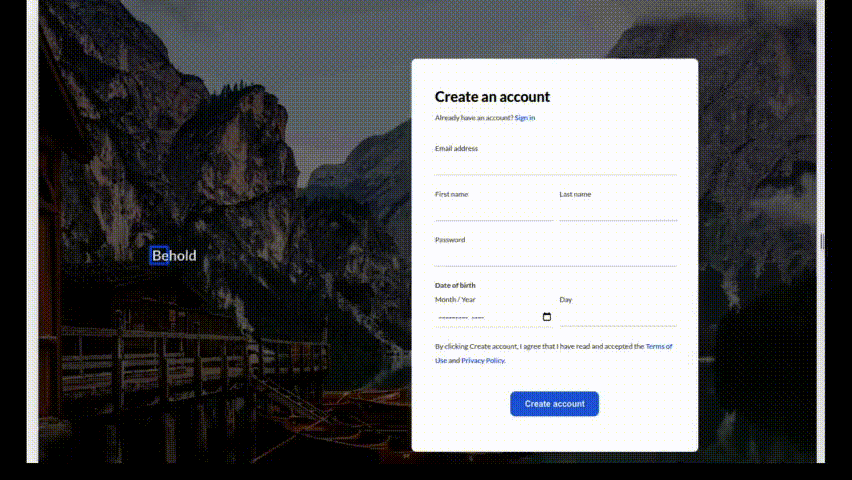 Behold
Create an account
Already have an account? Sign in
Email address
First name Last name
Password
Date of birth
Month / Year Day
--------- ----
By clicking Create account, I agree that I have read and accepted the Terms of
Use and Privacy Policy.
Create account